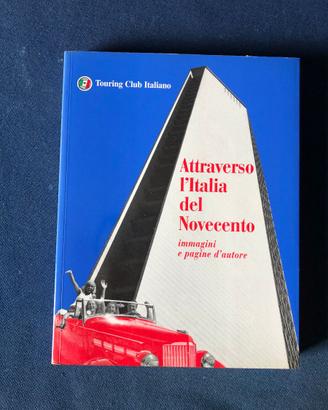 Touring Club Italiano
Attraverso
l'Italia
del
Novecento
immagini
e pagine d'autore